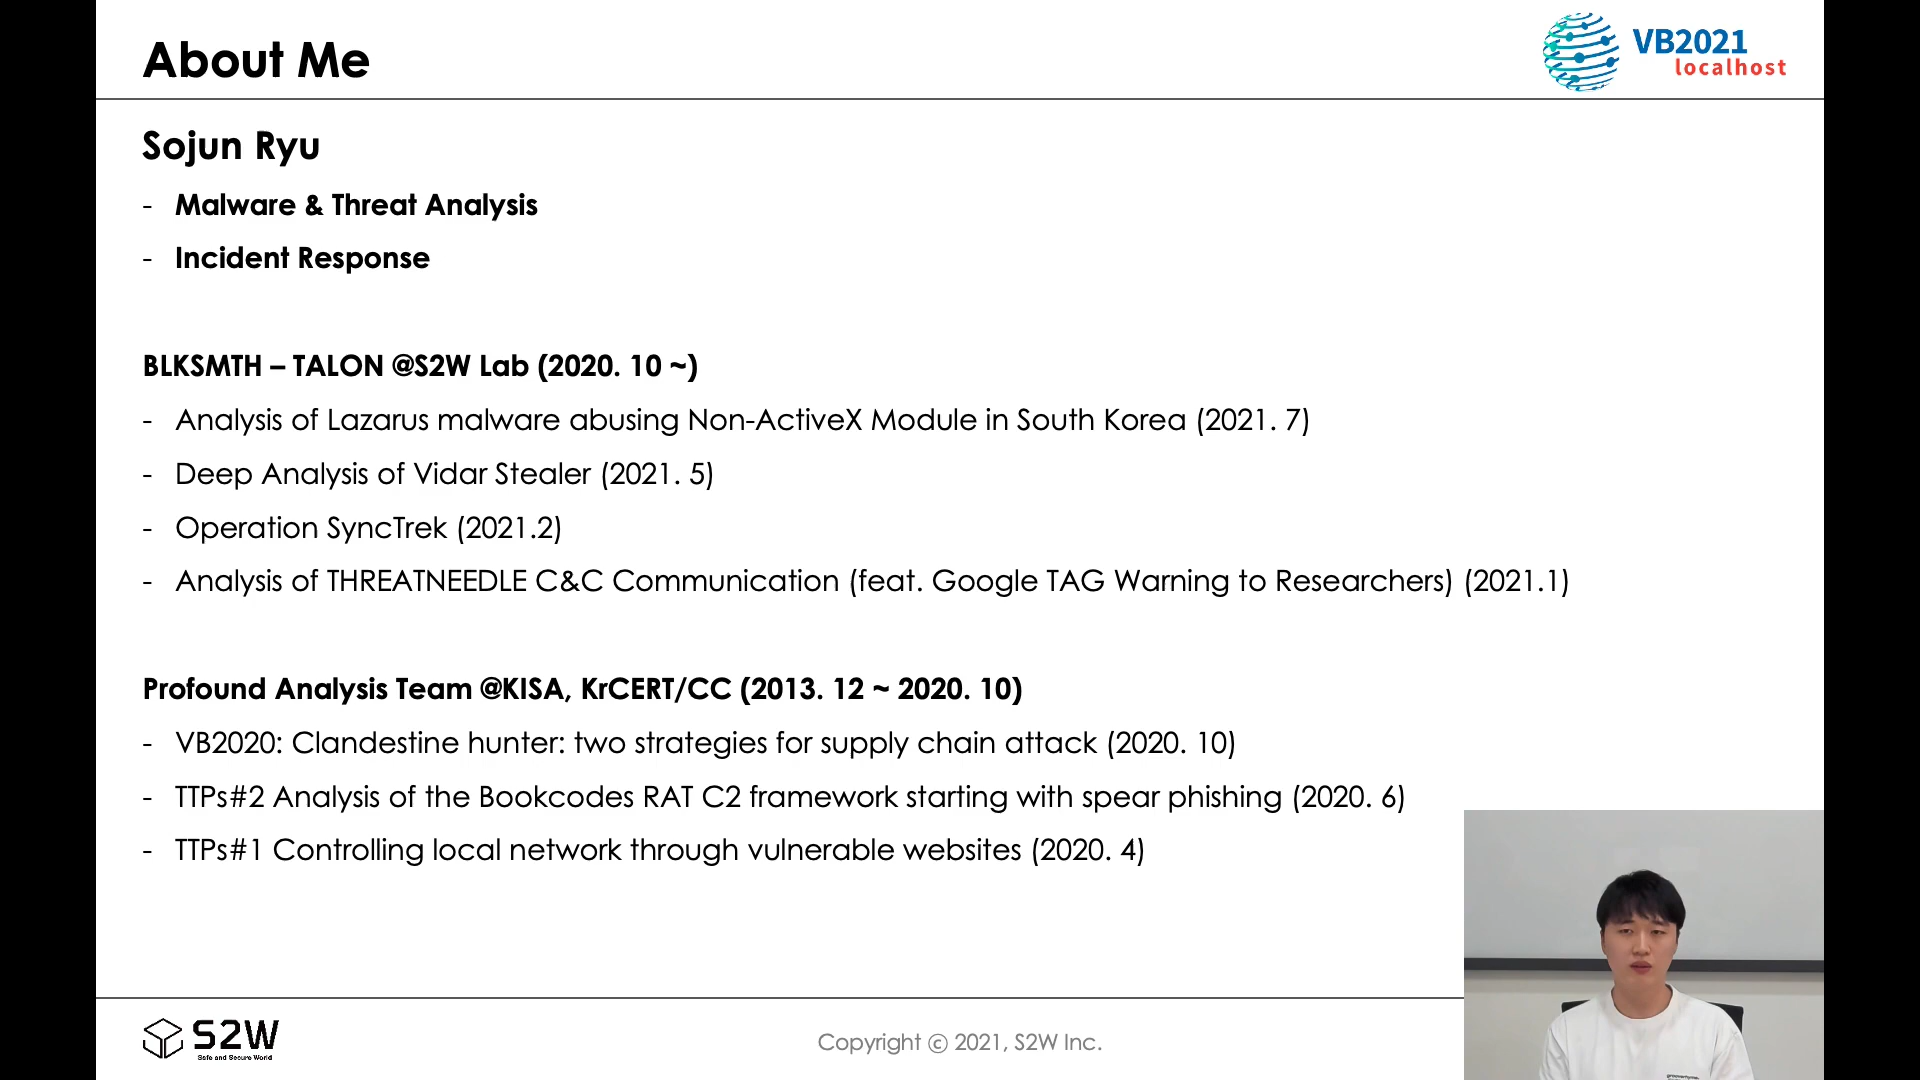 About Me
VB2021
localhost
Sojun Ryu
- Malware & Threat Analysis
- Incident Response
BLKSMTH – TALON @S2W Lab (2020. 10 ~)
- Analysis of Lazarus malware abusing Non-ActiveX Module in South Korea (2021. 7)
- Deep Analysis of Vidar Stealer (2021. 5)
- Operation SyncTrek (2021.2)
- Analysis of THREATNEEDLE C&C Communication (feat. Google TAG Warning to Researchers) (2021.1)
Profound Analysis Team @KISA, KrCERT/CC (2013. 12 ~ 2020. 10)
- VB2020: Clandestine hunter: two strategies for supply chain attack (2020. 10)
- TTPs#2 Analysis of the Bookcodes RAT C2 framework starting with spear phishing (2020. 6)
- TTPs#1 Controlling local network through vulnerable websites (2020. 4)
S2W
Safe and Secure World
Copyright ⓒ 2021, S2W Inc.